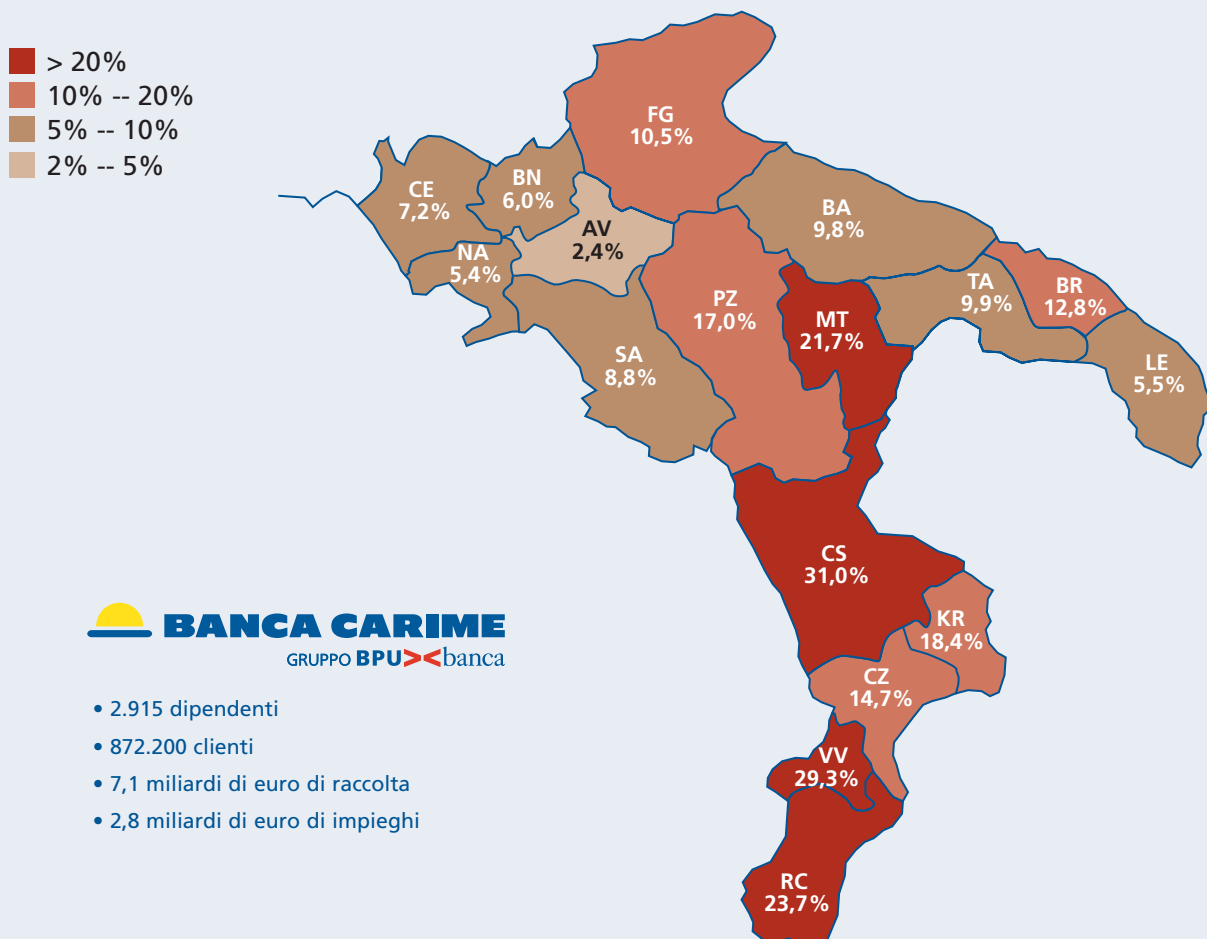 > 20%
10% -- 20%
5% -- 10%
2% -- 5%
FG
10,5%
CE
7,2%
BN
6,0%
AV
2,4%
NA
5,4%
BA
9,8%
PZ
17,0%
MT
21,7%
TA
9,9%
BR
12,8%
LE
5,5%
SA
8,8%
CS
31,0%
KR
18,4%
CZ
14,7%
VV
29,3%
RC
23,7%
BANCA CARIME
GRUPPO BPU banca
• 2.915 dipendenti
• 872.200 clienti
• 7,1 miliardi di euro di raccolta
• 2,8 miliardi di euro di impieghi